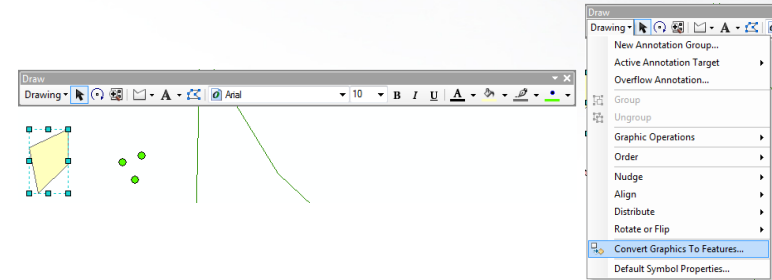 Draw
Drawing
A
Arial
10
B I U A
Draw
Drawing
A
New Annotation Group...
Active Annotation Target
Overflow Annotation...
Group
Ungroup
Graphic Operations
Order
Nudge
Align
Distribute
Rotate or Flip
Convert Graphics To Features...
Default Symbol Properties...